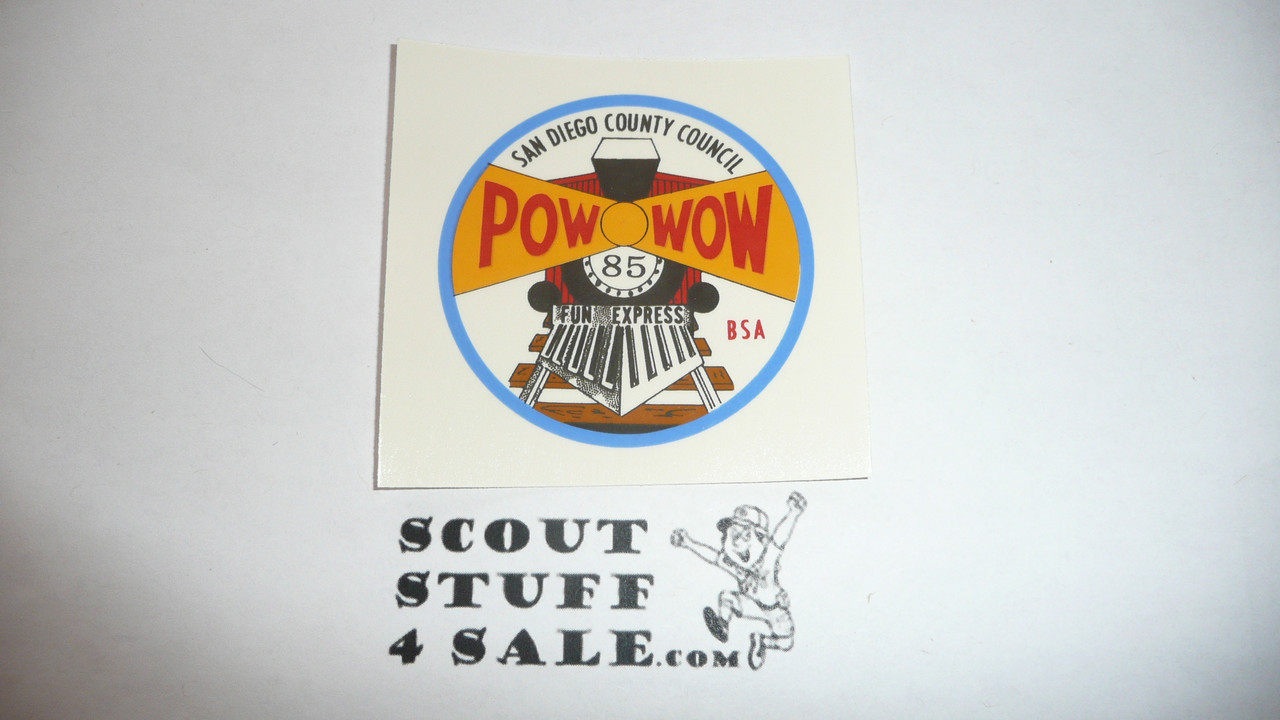 SAN DIEGO COUNTY COUNCIL
POW WOW
85
FUN EXPRESS
BSA
SCOUT
STUFF
4 SALE.COM